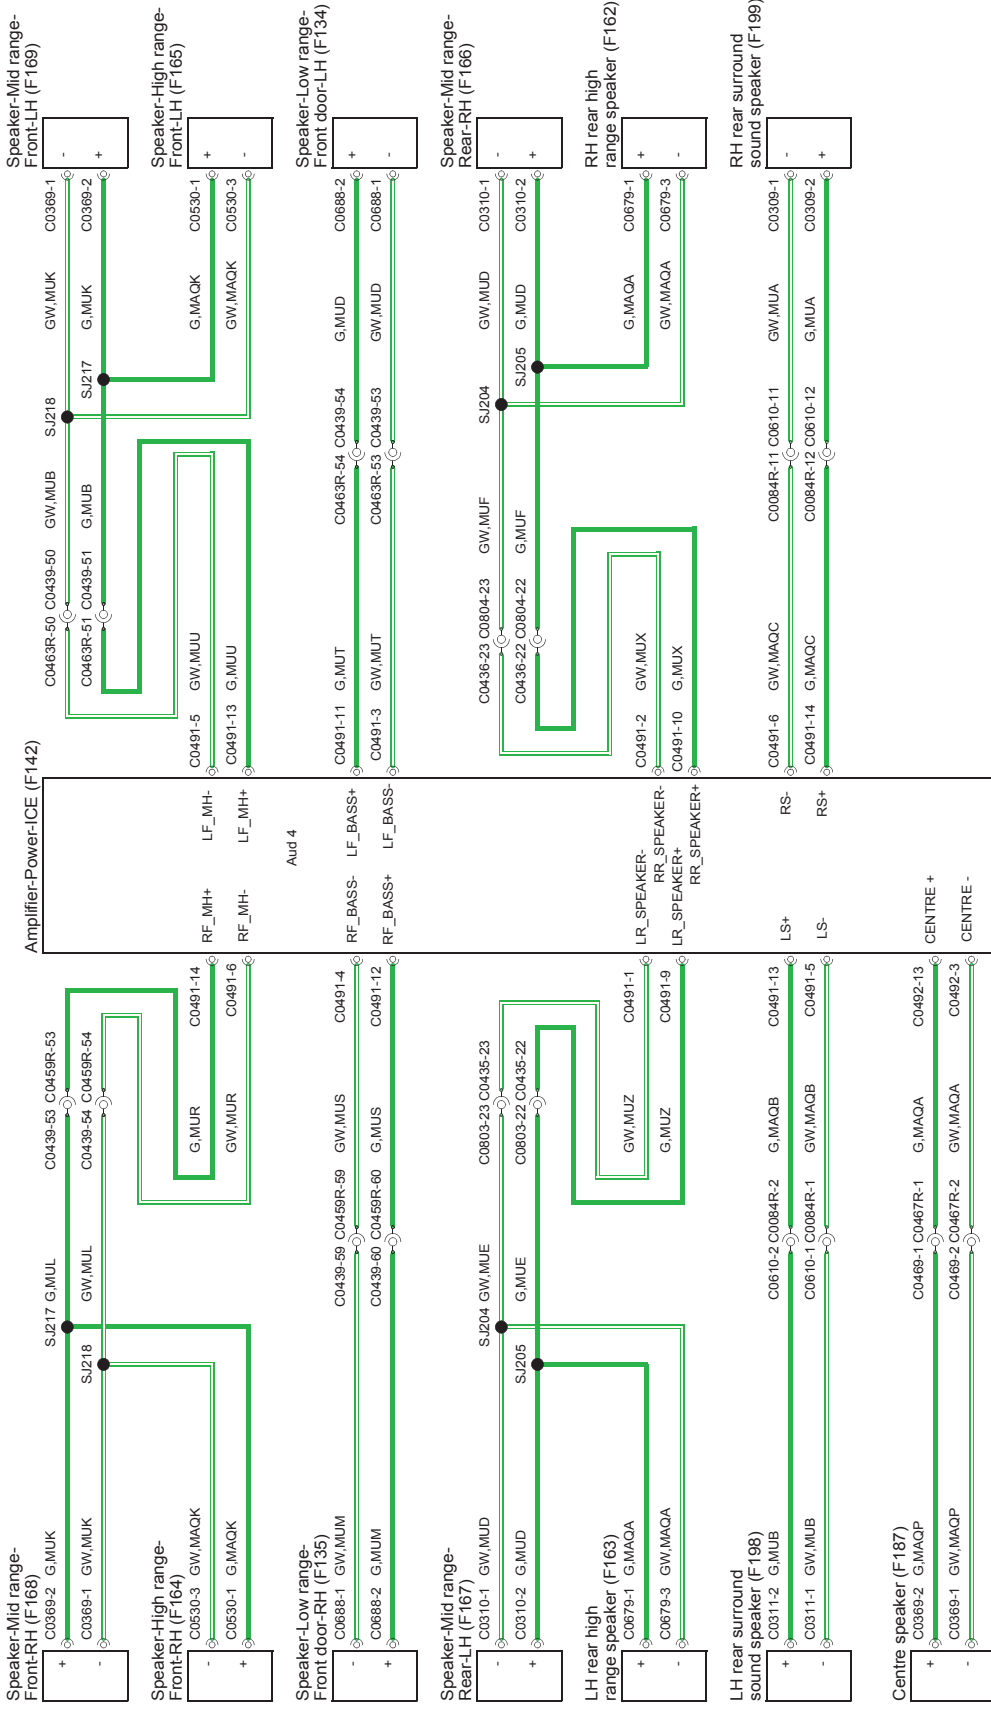 Speaker-Mid range-
Front-LH (F169)
Speaker-High range-
Front-LH (F165)
Speaker-Low range-
Front door-LH (F134)
Speaker-Mid range-
Rear-RH (F166)
RH rear high
range speaker (F162)
RH rear surround
sound speaker (F199)
- + + - + - - + + - - +
C0369-1
C0369-2
C0530-1
C0530-3
C0688-2
C0688-1
C0310-1
C0310-2
C0679-1
C0679-3
C0309-1
C0309-2
GW,MUK
G,MUK
G,MAQK
GW,MAQK
G,MUD
GW,MUD
GW,MUD
G,MUD
G,MAQA
GW,MAQA
GW,MUA
G,MUA
SJ218
SJ217
SJ204
SJ205
GW,MUB
G,MUB
GW,MUF
G,MUF
C0463R-50 C0439-50
C0463R-51 C0439-51
C0463R-54 C0439-54
C0463R-53 C0439-53
C0436-23 C0804-23
C0436-22 C0804-22
C0084R-11 C0610-11
C0084R-12 C0610-12
C0491-5 GW,MUU
C0491-13 G,MUU
C0491-11 G,MUT
C0491-3 GW,MUT
C0491-2 GW,MUX
C0491-10 G,MUX
C0491-6 GW,MAQC
C0491-14 G,MAQC
Amplifier-Power-ICE (F142)
LF_MH-
LF_MH+
LF_BASS+
LF_BASS-
RR_SPEAKER-
RR_SPEAKER+
RS-
RS+
Aud 4
RF_MH+
RF_MH-
RF_BASS-
RF_BASS+
LR_SPEAKER-
LR_SPEAKER+
LS+
LS-
CENTRE +
CENTRE -
C0491-14
C0491-6
C0491-4
C0491-12
C0491-1
C0491-9
C0491-13
C0491-5
C0492-13
C0492-3
C0439-53 C0459R-53
C0439-54 C0459R-54
G,MUR
GW,MUR
GW,MUS
G,MUS
C0439-59 C0459R-59
C0439-60 C0459R-60
C0803-23 C0435-23
C0803-22 C0435-22
GW,MUZ
G,MUZ
G,MAQB
GW,MAQB
C0610-2 C0084R-2
C0610-1 C0084R-1
G,MAQA
GW,MAQA
C0469-1 C0467R-1
C0469-2 C0467R-2
SJ217 G,MUL
SJ218
GW,MUL
SJ204 GW,MUE
SJ205
G,MUE
C0369-2 G,MUK
C0369-1 GW,MUK
C0530-3 GW,MAQK
C0530-1 G,MAQK
C0688-1 GW,MUM
C0688-2 G,MUM
C0310-1 GW,MUD
C0310-2 G,MUD
C0679-1 G,MAQA
C0679-3 GW,MAQA
C0311-2 G,MUB
C0311-1 GW,MUB
C0369-2 G,MAQP
C0369-1 GW,MAQP
Speaker-Mid range-
Front-RH (F168)
Speaker-High range-
Front-RH (F164)
Speaker-Low range-
Front door-RH (F135)
Speaker-Mid range-
Rear-LH (F167)
LH rear high
range speaker (F163)
LH rear surround
sound speaker (F198)
Centre speaker (F187)
+ - - + - + - + + - + - + -